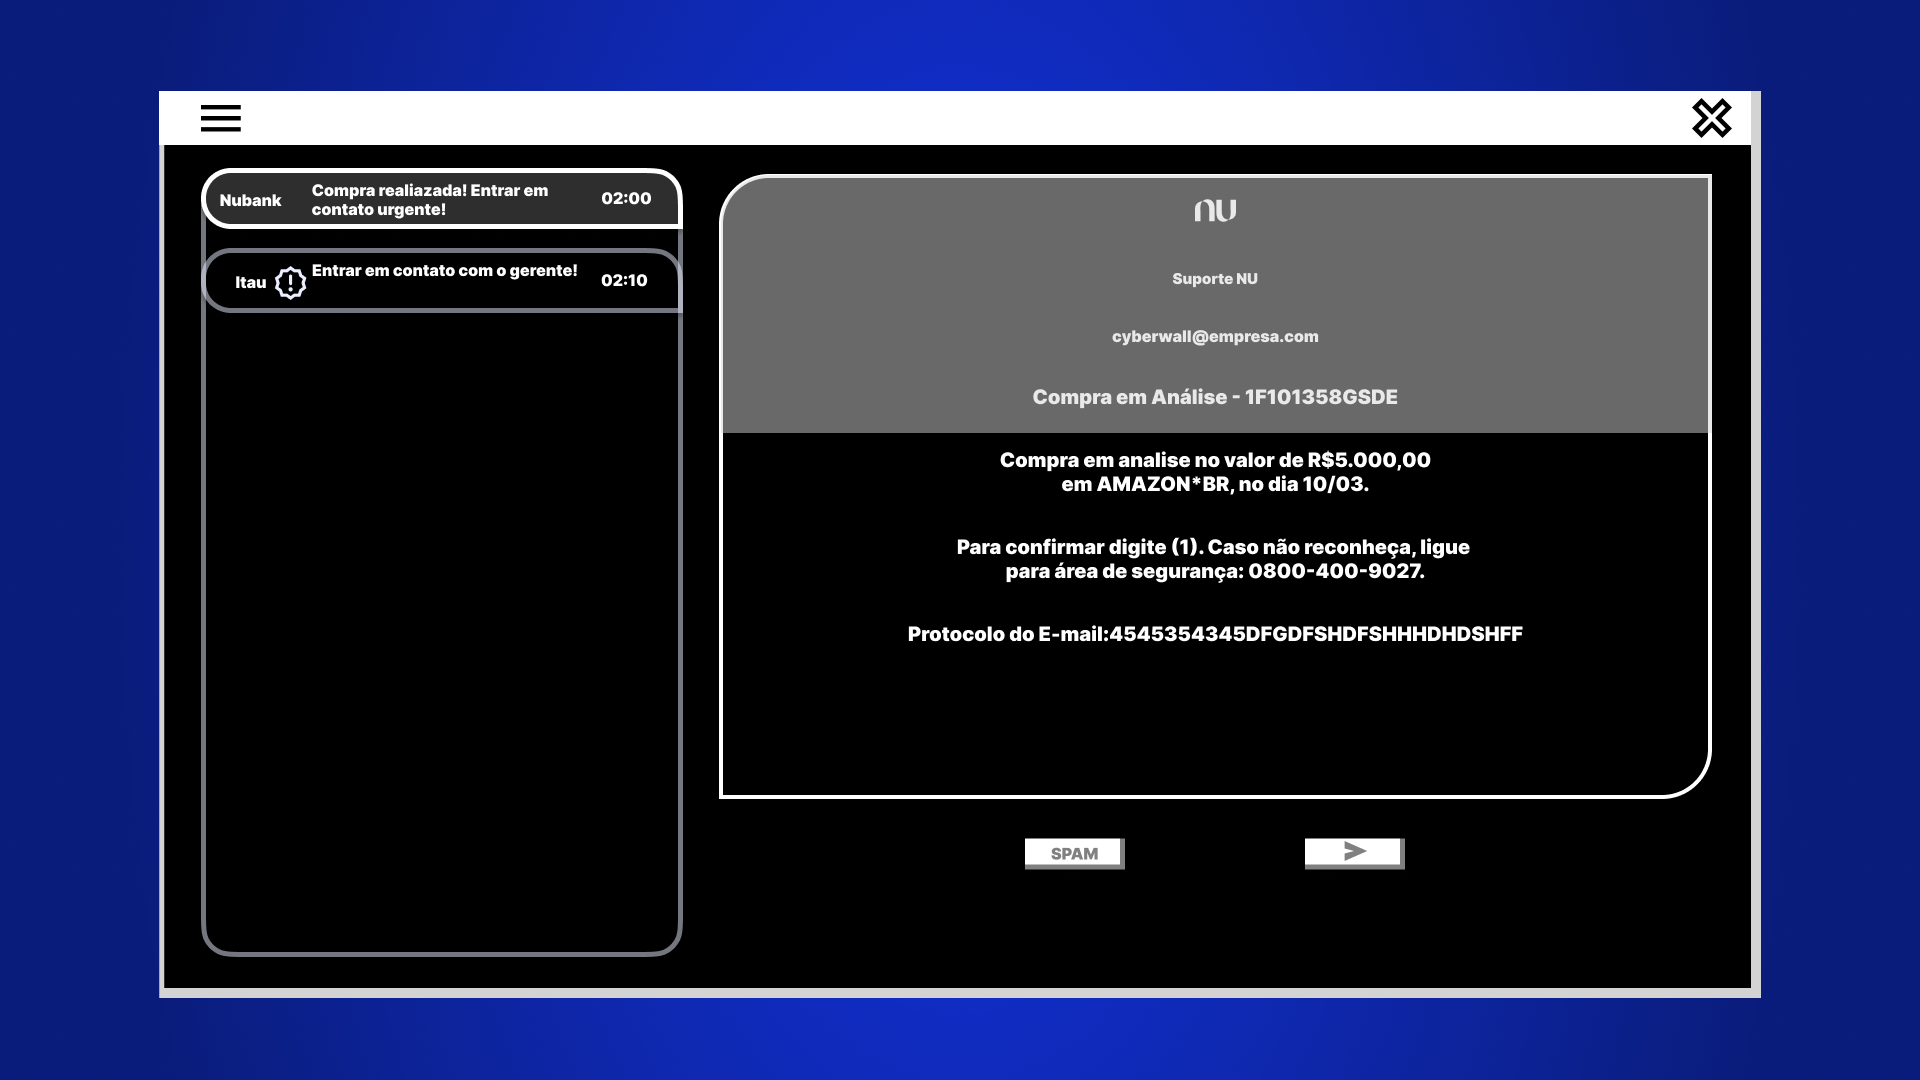 Nubank
Compra realiazada! Entrar em
contato urgente!
02:00
Itau
Entrar em contato com o gerente!
02:10
nu
Suporte NU
cyberwall@empresa.com
Compra em Análise - 1F101358GSDE
Compra em analise no valor de R$5.000,00
em AMAZON*BR, no dia 10/03.
Para confirmar digite (1). Caso não reconheça, ligue
para área de segurança: 0800-400-9027.
Protocolo do E-mail:4545354345DFGDFSHDFSHHHDHDSHFF
SPAM